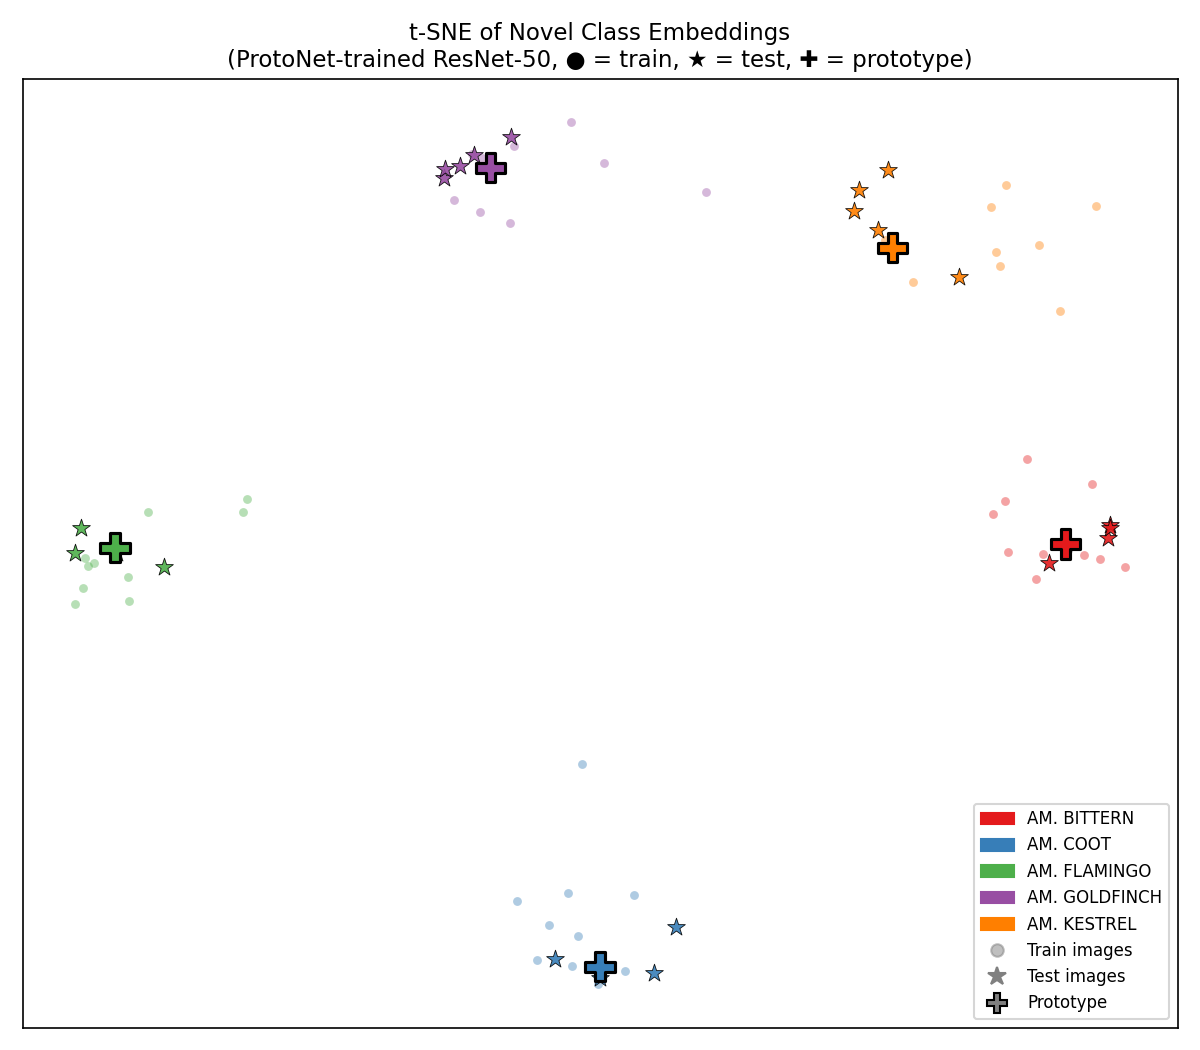 t-SNE of Novel Class Embeddings
(ProtoNet-trained ResNet-50, ● = train, ★ = test, ✚ = prototype)
AM. BITTERN
AM. COOT
AM. FLAMINGO
AM. GOLDFINCH
AM. KESTREL
Train images
Test images
Prototype